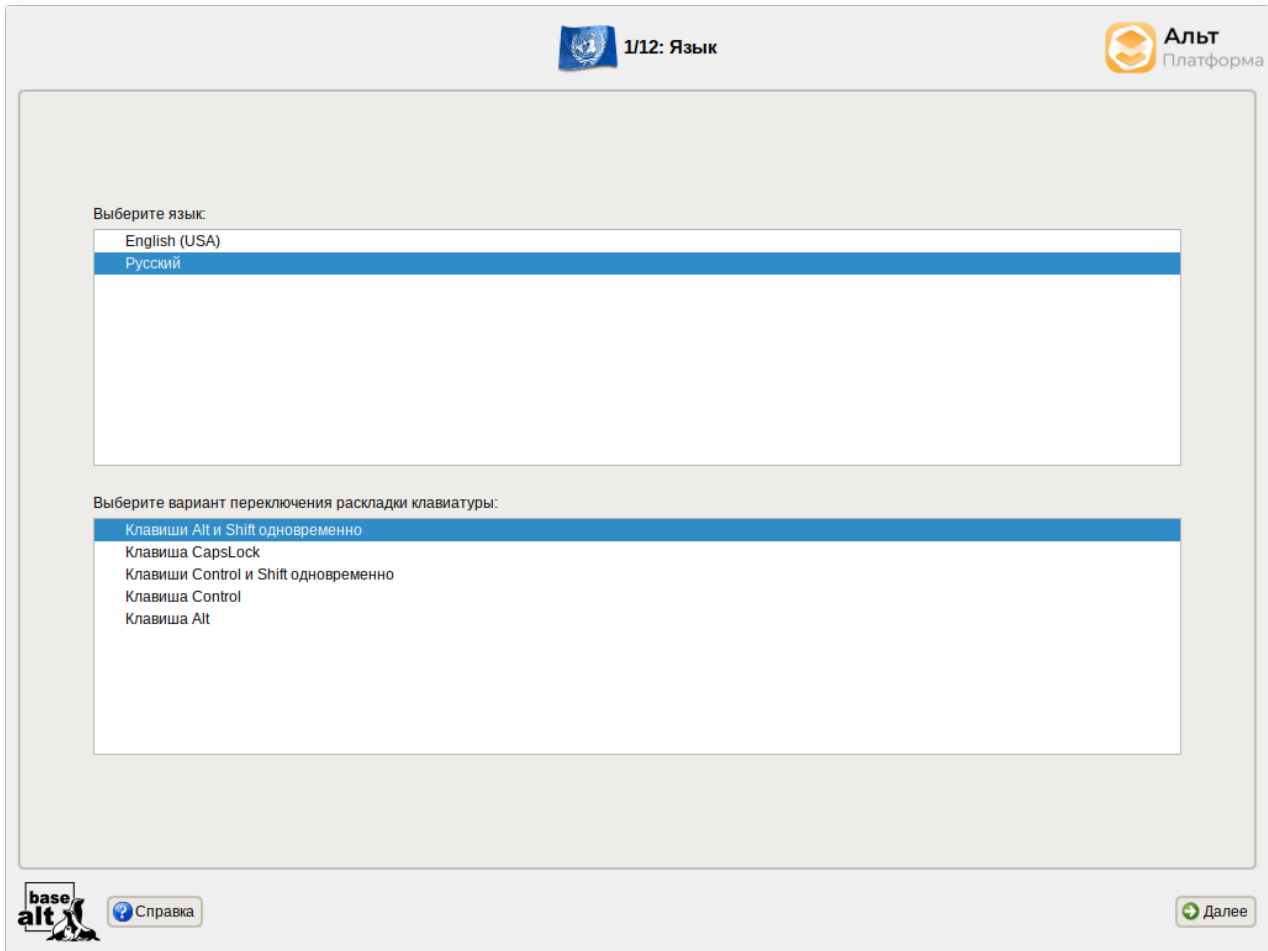 1/12: Язык
Альт
Платформа
Выберите язык:
English (USA)
Русский
Выберите вариант переключения раскладки клавиатуры:
Клавиши Alt и Shift одновременно
Клавиша CapsLock
Клавиши Control и Shift одновременно
Клавиша Control
Клавиша Alt
base
alt
Справка
Далее